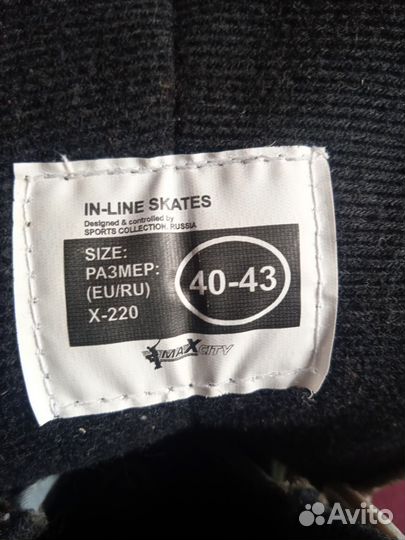 IN-LINE SKATES
Designed & controlled by
SPORTS COLLECTION, RUSSIA
SIZE:
РАЗМЕР:
(EU/RU)
X-220
40-43
MAXCITY
Avito